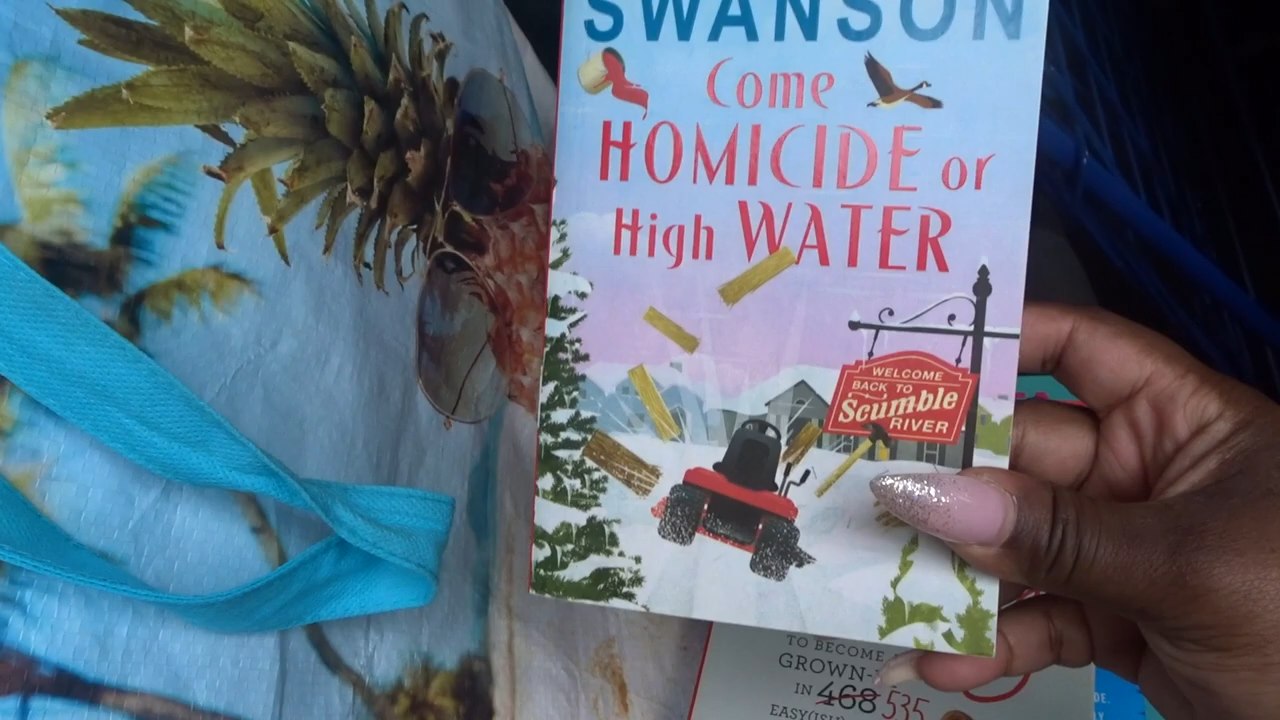 SWANSON
Come
HOMICIDE or
High WATER
WELCOME
BACK TO
Scumble
RIVER
TO BECOME
GROWN-
IN 468 535
EASY(ISH)